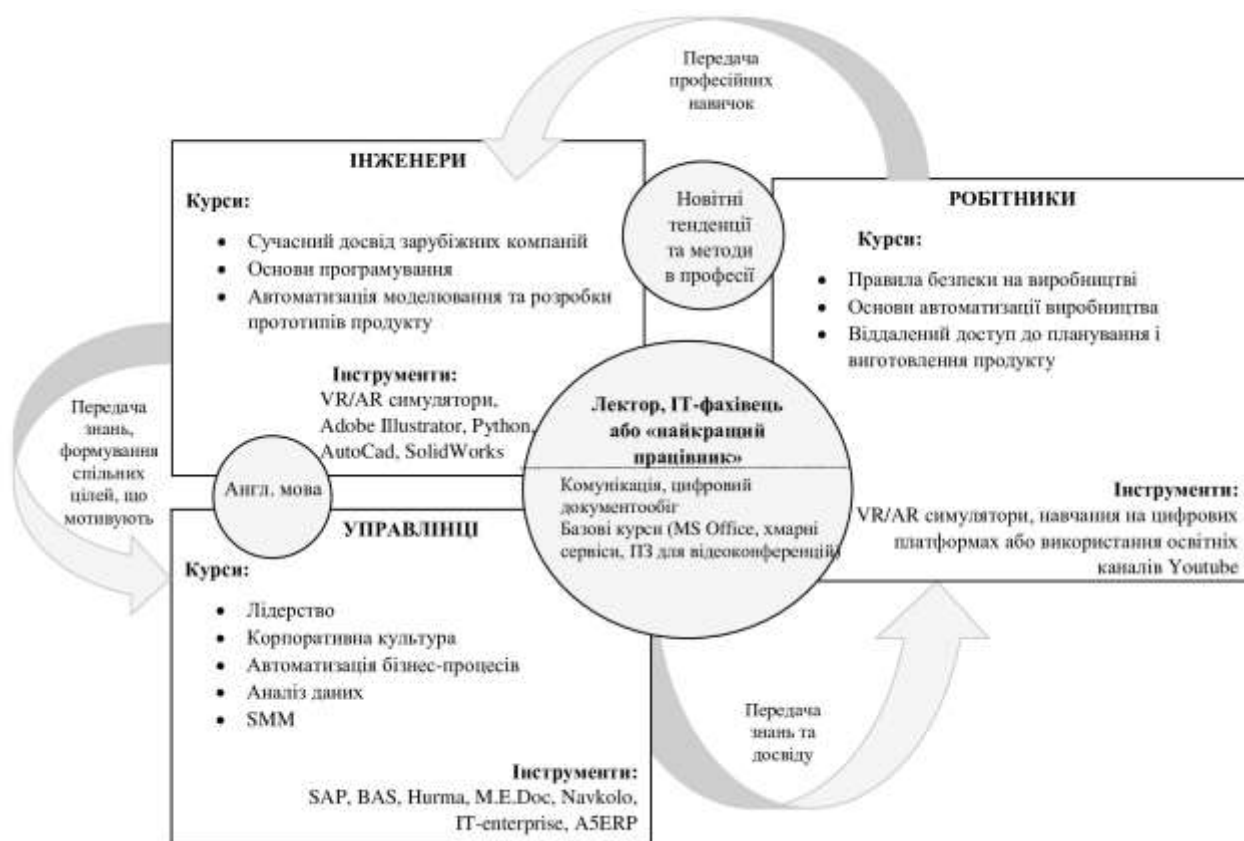 Передача
професійних
навичок
ІНЖЕНЕРИ
Курси:
• Сучасний досвід зарубіжних компаній
• Основи програмування
• Автоматизація моделювання та розробки
прототипів продукту
Інструменти:
VR/AR симулятори,
Adobe Illustrator, Python,
AutoCad, SolidWorks
Новітні
тенденції
та методи
в професії
РОБІТНИКИ
Курси:
• Правила безпеки на виробництві
• Основи автоматизації виробництва
• Віддалений доступ до планування і
виготовлення продукту
Інструменти:
VR/AR симулятори, навчання на цифрових
платформах або використання освітніх
каналів Youtube
Лектор, ІТ-фахівець
або «найкращий
працівник»
Комунікація, цифровий
документообіг
Базові курси (MS Office, хмарні
сервіси, ПЗ для відеоконференцій)
Передача
знань,
формування
спільних
цілей, що
мотивують
Англ. мова
УПРАВЛІНЦІ
Курси:
• Лідерство
• Корпоративна культура
• Автоматизація бізнес-процесів
• Аналіз даних
• SMM
Інструменти:
SAP, BAS, Hurma, M.E.Doc, Navkolo,
IT-enterprise, A5ERP
Передача
знань та
досвіду